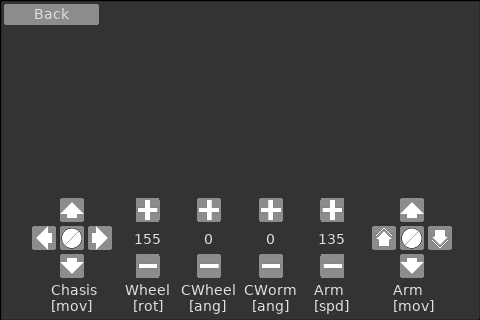 Back
155 0 0 135
Chasis Wheel CWheel CWorm Arm Arm
[mov] [rot] [ang] [ang] [spd] [mov]